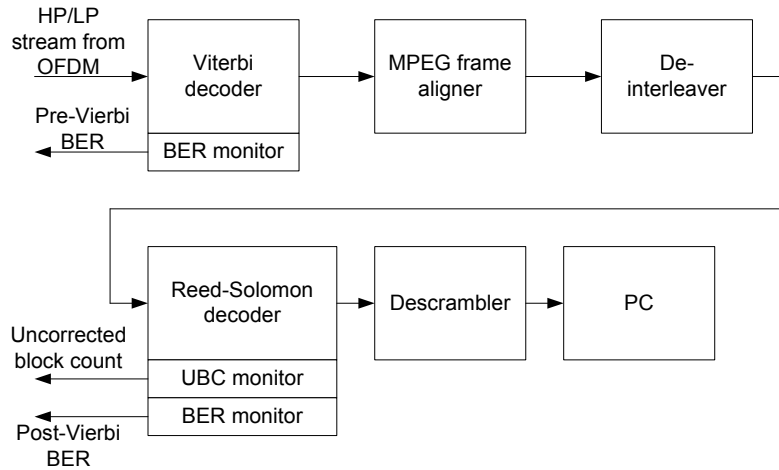 HP/LP
stream from
OFDM
Viterbi
decoder
MPEG frame
aligner
De-
interleaver
Pre-Vierbi
BER
BER monitor
Reed-Solomon
decoder
Descrambler
PC
Uncorrected
block count
UBC monitor
BER monitor
Post-Vierbi
BER